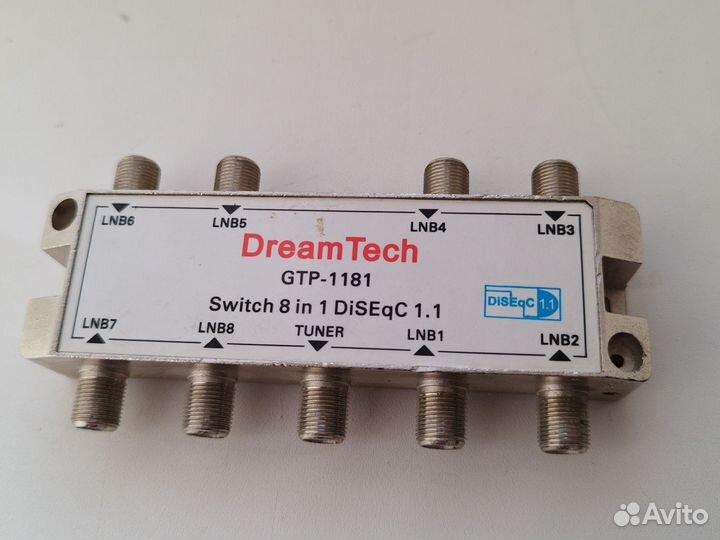 LNB6 LNB5 LNB4 LNB3
DreamTech
GTP-1181
Switch 8 in 1 DiSEqC 1.1
DiSEqC 1.1
LNB7 LNB8 TUNER LNB1 LNB2
Avito